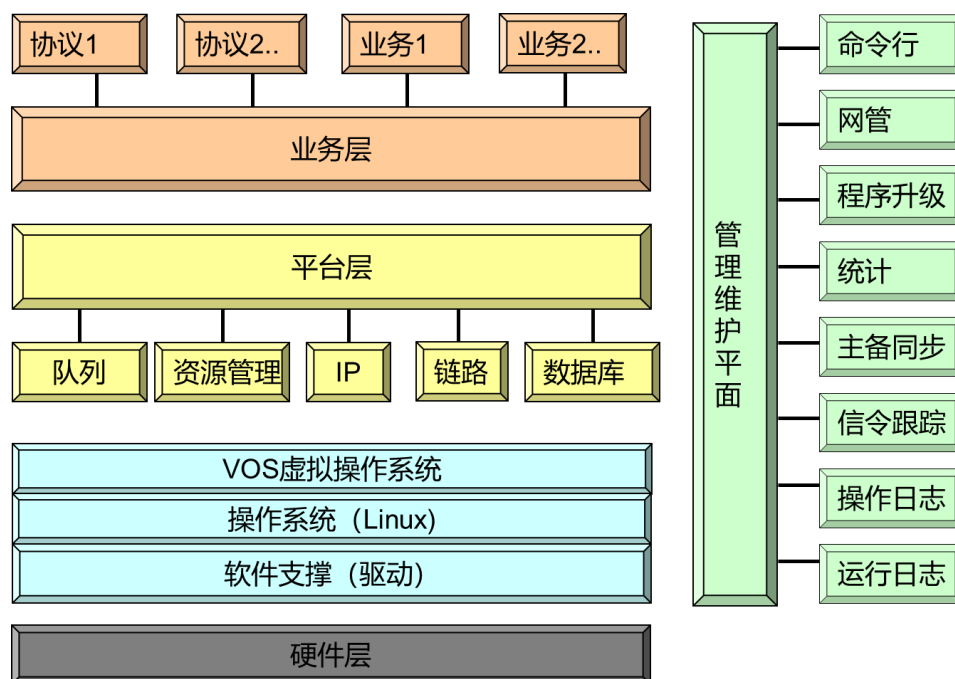 协议1
协议2..
业务1
业务2..
业务层
平台层
队列
资源管理
IP
链路
数据库
VOS虚拟操作系统
操作系统（Linux)
软件支撑（驱动）
硬件层
管理维护平面
命令行
网管
程序升级
统计
主备同步
信令跟踪
操作日志
运行日志